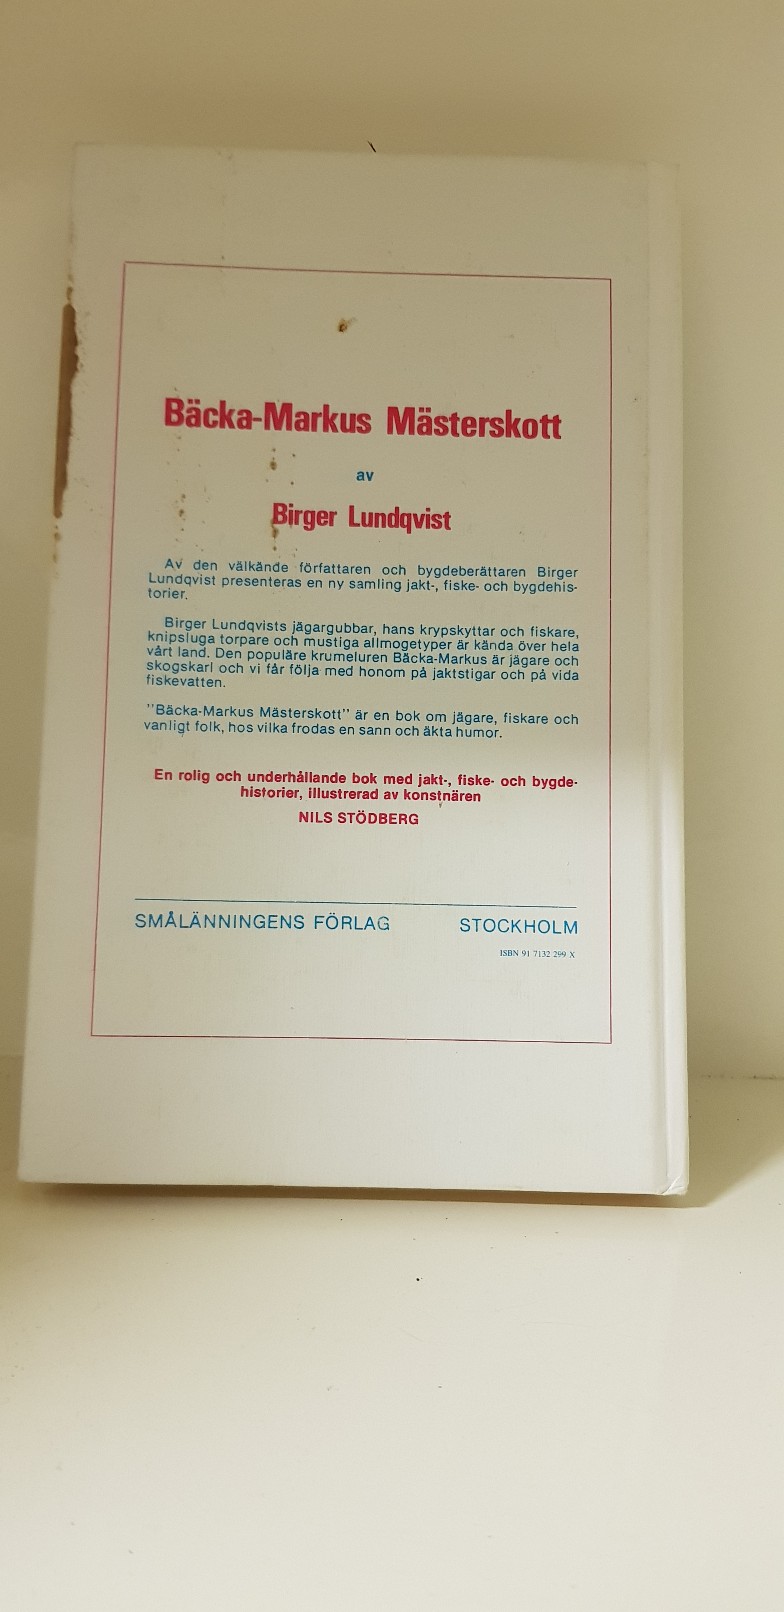 Bäcka-Markus Mästerskott
av
Birger Lundqvist
Av den välkände författaren och bygdeberättaren Birger
Lundqvist presenteras en ny samling jakt-, fiske- och bygdehis-
torier.
Birger Lundqvists jägargubbar, hans krypskyttar och fiskare,
knipsluga torpare och mustiga allmogetyper är kända över hela
vårt land. Den populäre krumeluren Bäcka-Markus är jägare och
skogskarl och vi får följa med honom på jaktstigar och på vida
fiskevatten.
"Bäcka-Markus Mästerskott" är en bok om jägare, fiskare och
vanligt folk, hos vilka frodas en sann och äkta humor.
En rolig och underhållande bok med jakt-, fiske- och bygde-
historier, illustrerad av konstnären
NILS STÖDBERG
SMÅLÄNNINGENS FÖRLAG STOCKHOLM
ISBN 91 7132 299 X